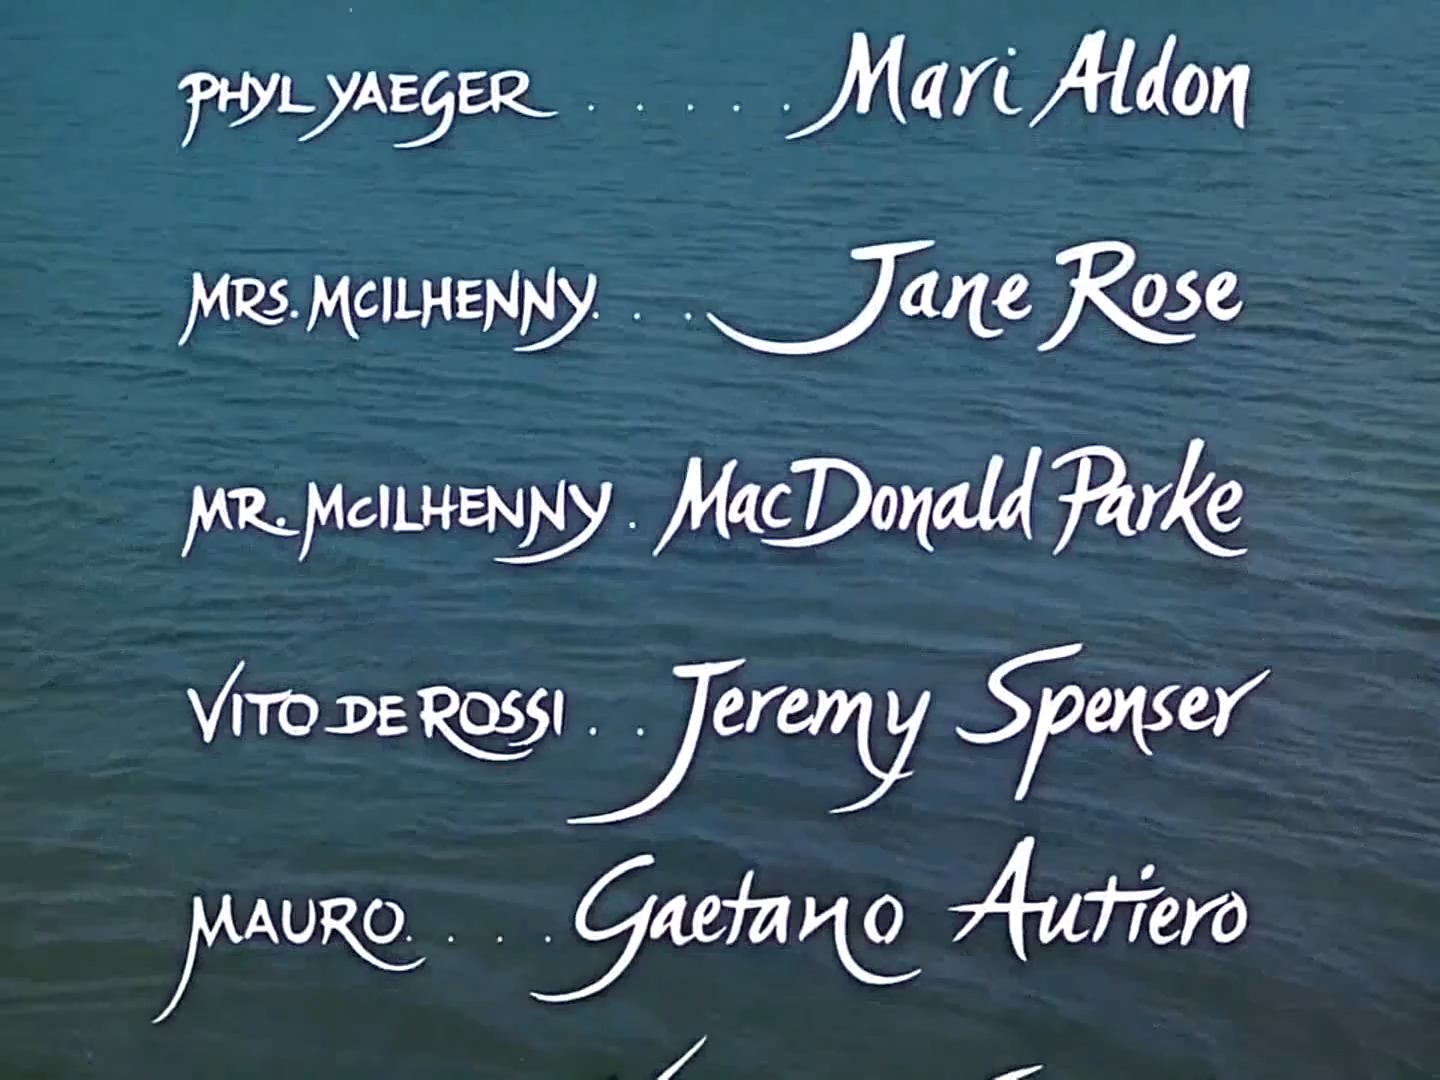 PHYL YAEGER . . . . . Mari Aldon
MRS. MCILHENNY. . . Jane Rose
MR. MCILHENNY . MacDonald Parke
VITO DE ROSSI . . Jeremy Spenser
MAURO. . . . Gaetano Autiero